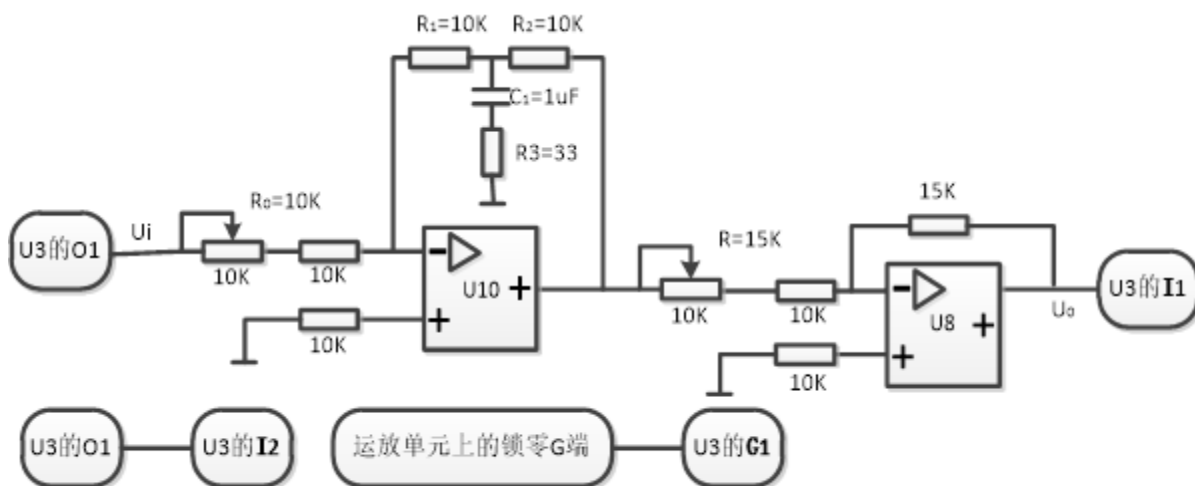 R₁=10K
R₂=10K
C₁=1uF
R3=33
R₀=10K
15K
U3的O1
Ui
10K
10K
U10
R=15K
10K
10K
U8
U₀
U3的I1
10K
10K
U3的O1
U3的I2
运放单元上的锁零G端
U3的G1